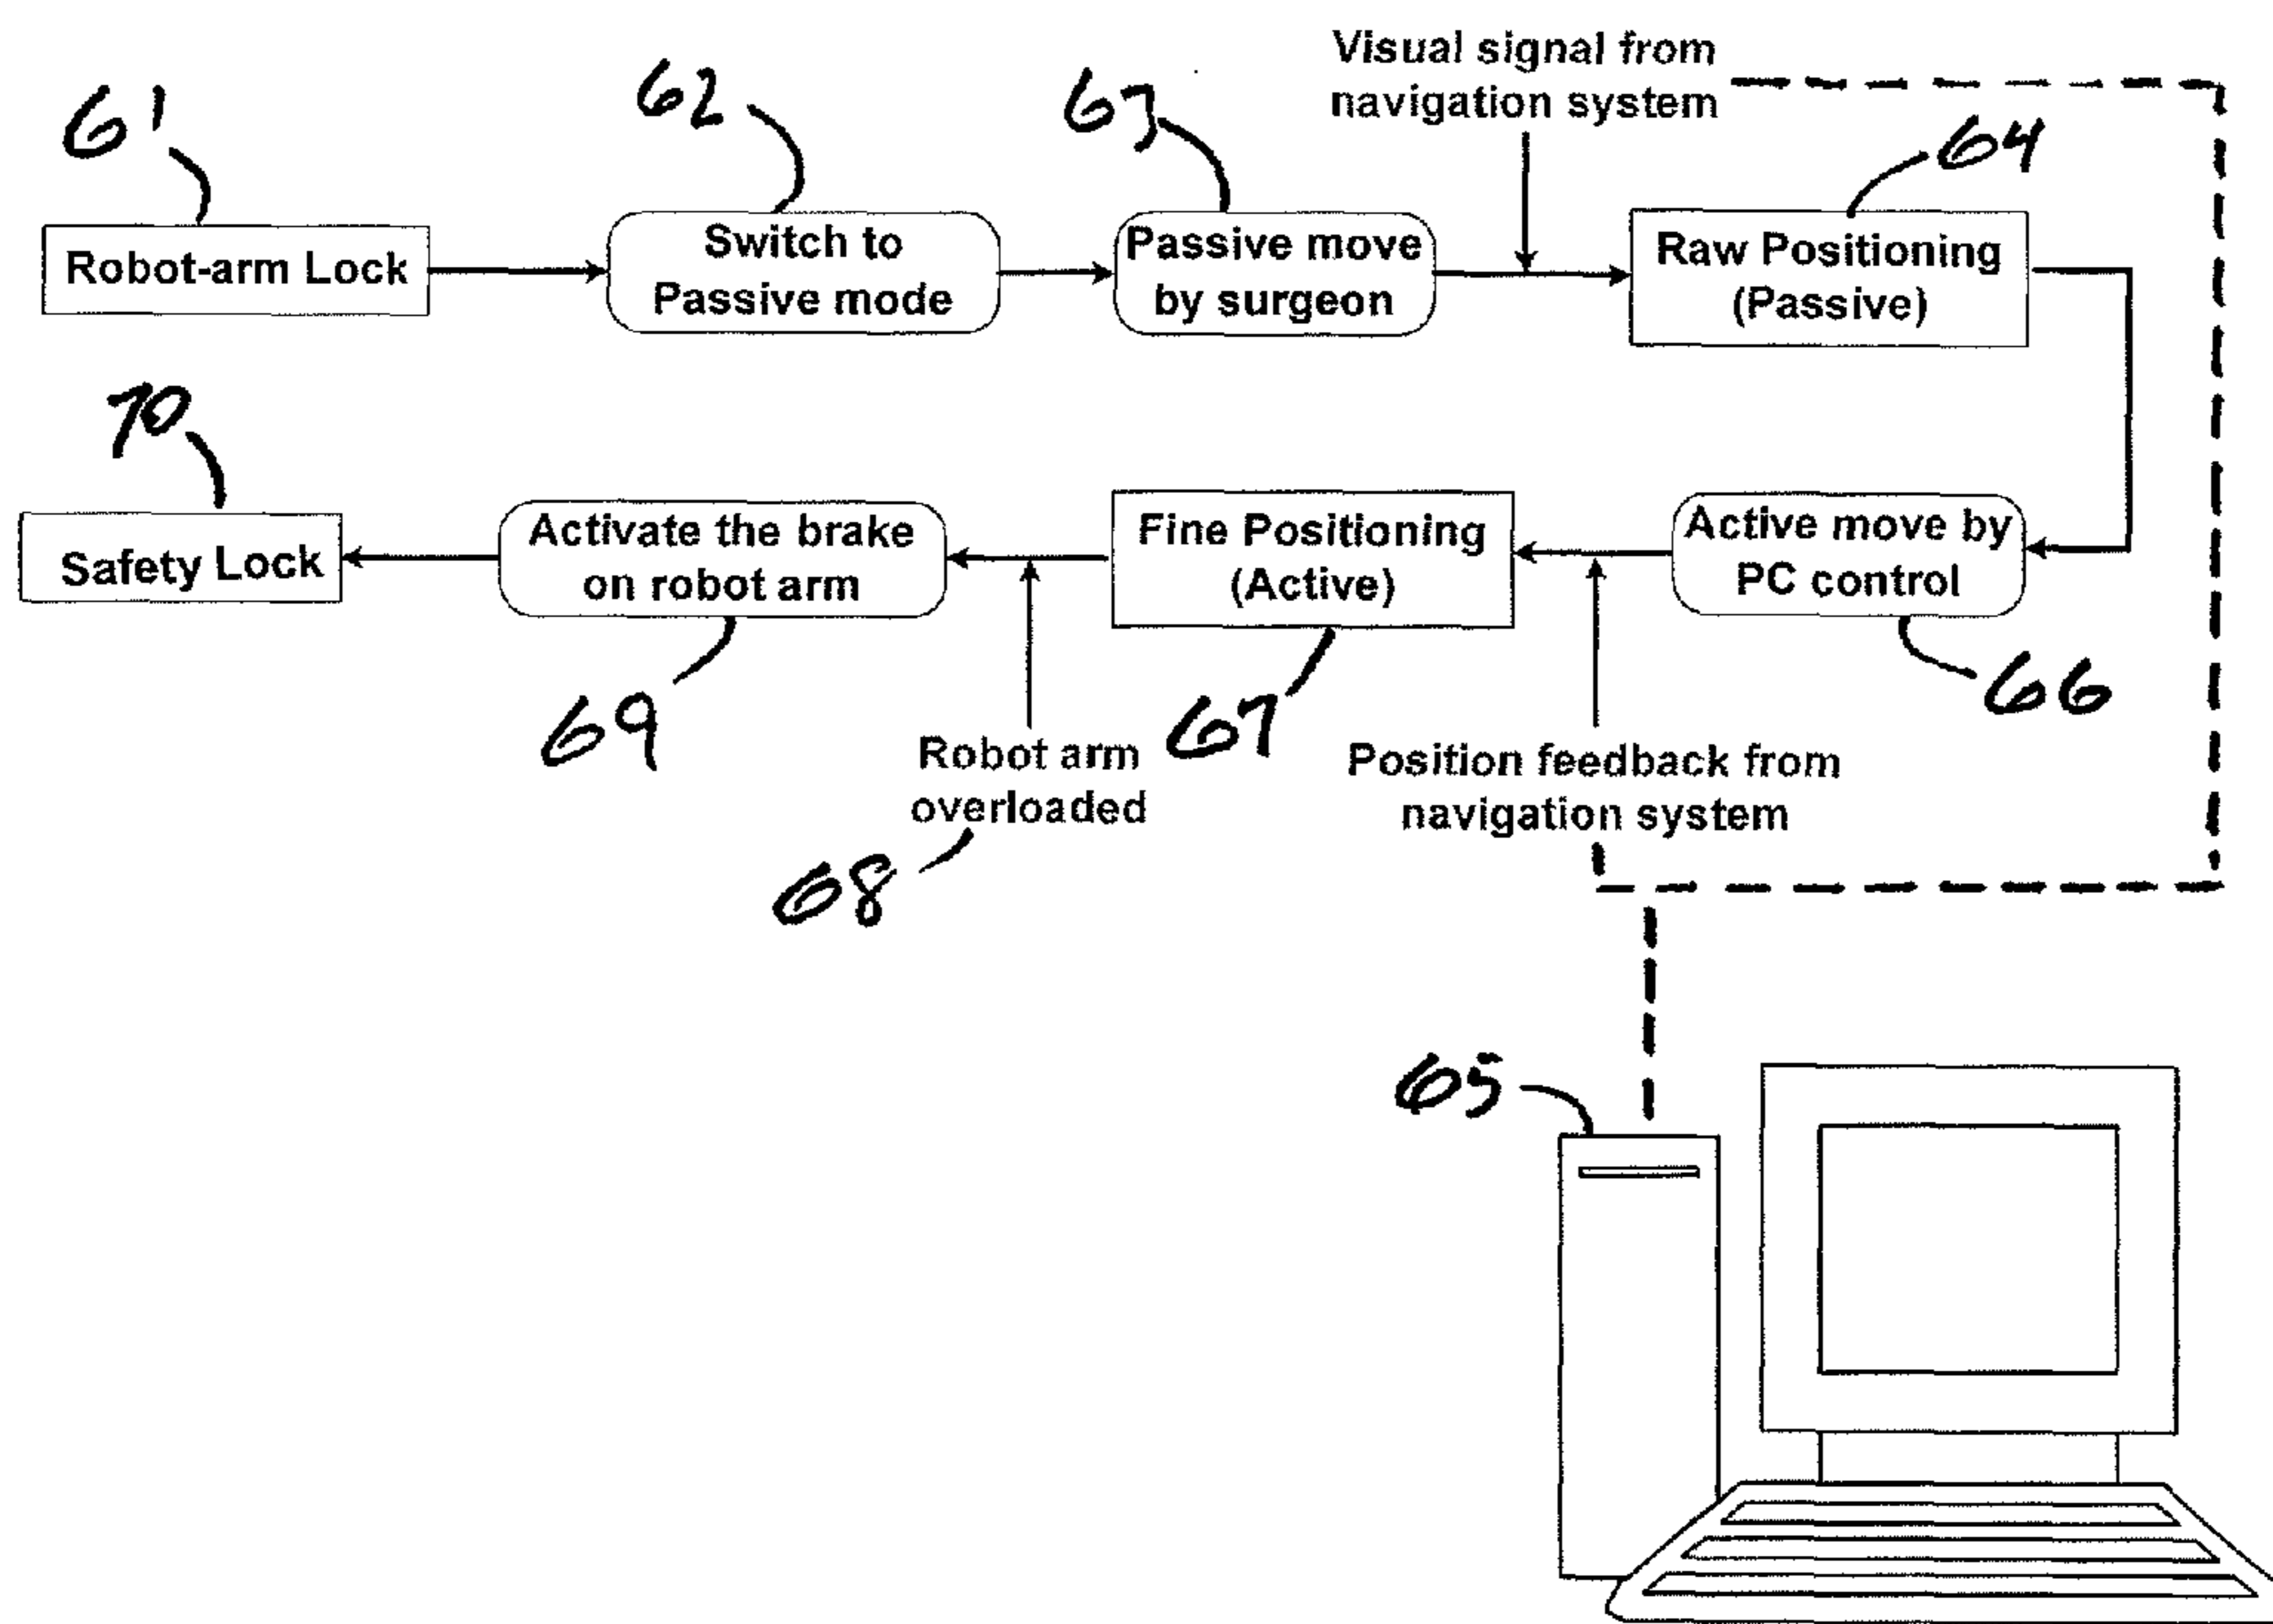 Visual signal from
navigation system
61
62
63
64
Robot-arm Lock
Switch to
Passive mode
Passive move
by surgeon
Raw Positioning
(Passive)
70
Safety Lock
Activate the brake
on robot arm
Fine Positioning
(Active)
Active move by
PC control
69
67
66
Robot arm
overloaded
68
Position feedback from
navigation system
65